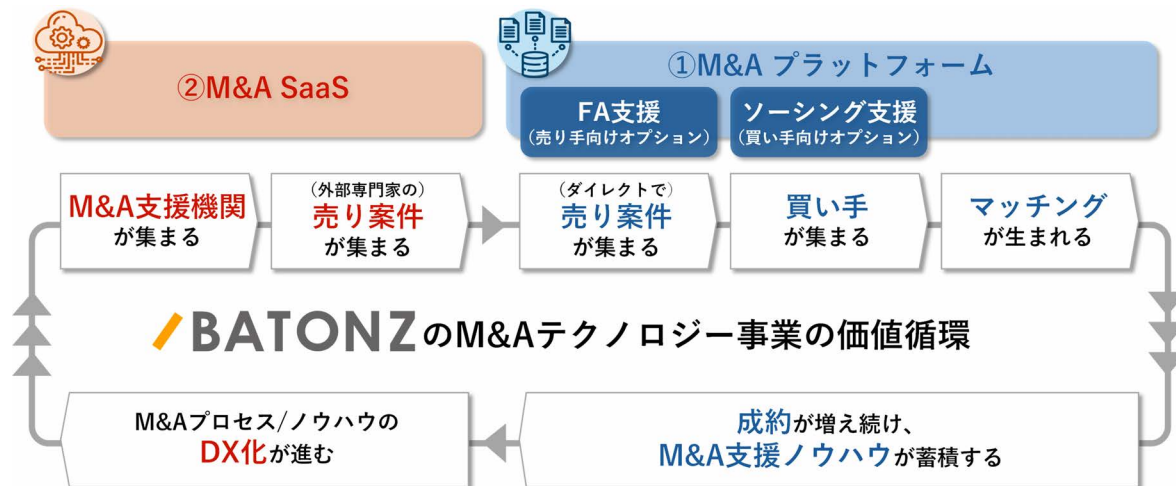 ②M&A SaaS
①M&A プラットフォーム
FA支援
(売り手向けオプション)
ソーシング支援
(買い手向けオプション)
M&A支援機関
が集まる
(外部専門家の)
売り案件
が集まる
(ダイレクトで)
売り案件
が集まる
買い手
が集まる
マッチング
が生まれる
BATONZのM&Aテクノロジー事業の価値循環
M&Aプロセス/ノウハウの
DX化が進む
成約が増え続け、
M&A支援ノウハウが蓄積する